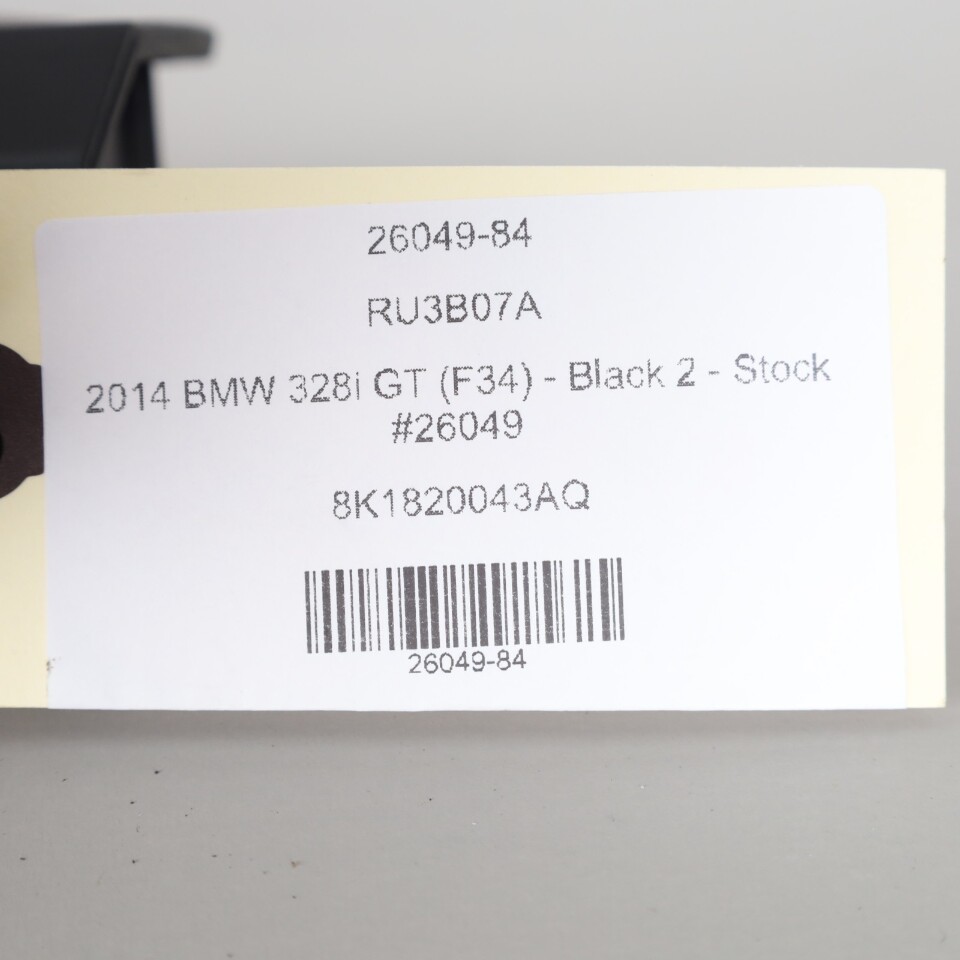 26049-84
RU3B07A
2014 BMW 328i GT (F34) - Black 2 - Stock
#26049
8K1820043AQ
26049-84